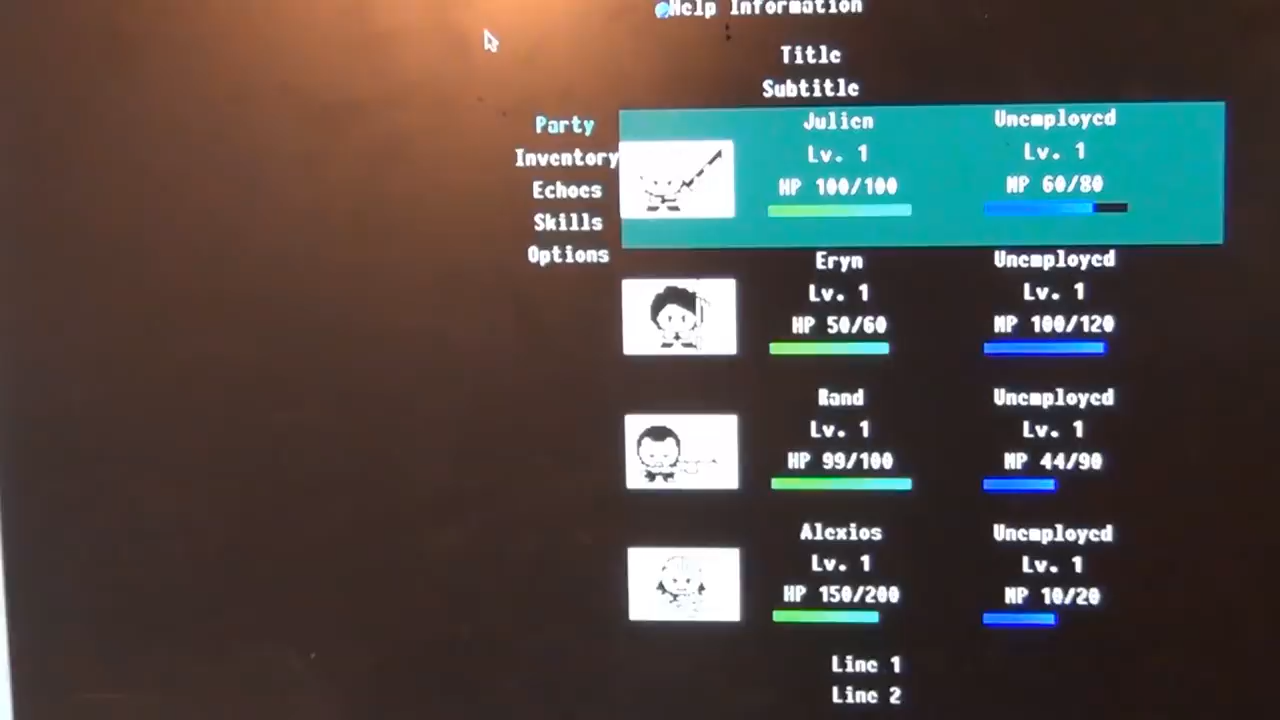 Help Information
Title
Subtitle
Party
Inventory
Echoes
Skills
Options
Julien Unemployed
Lv. 1 Lv. 1
HP 100/100 MP 60/80
Eryn Unemployed
Lv. 1 Lv. 1
HP 50/60 MP 100/120
Rand Unemployed
Lv. 1 Lv. 1
HP 99/100 MP 44/90
Alexios Unemployed
Lv. 1 Lv. 1
HP 150/200 MP 10/20
Line 1
Line 2